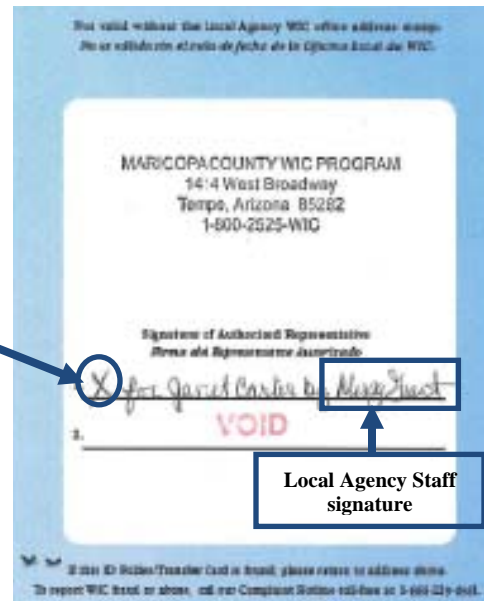 Not valid without the Local Agency WIC office address stamp.
No es válido sin el sello de fecha de la Oficina Local de WIC.
MARICOPA COUNTY WIC PROGRAM
1414 West Broadway
Tempe, Arizona 85282
1-800-2525-WIC
Signature of Authorized Representative
Firma del Representante Autorizado
X for Janet Carter by
2. VOID
Local Agency Staff
signature
If this ID Folder/Transfer Card is found, please return to address above.
To report WIC fraud or abuse, call our Complaint Hotline toll-free at